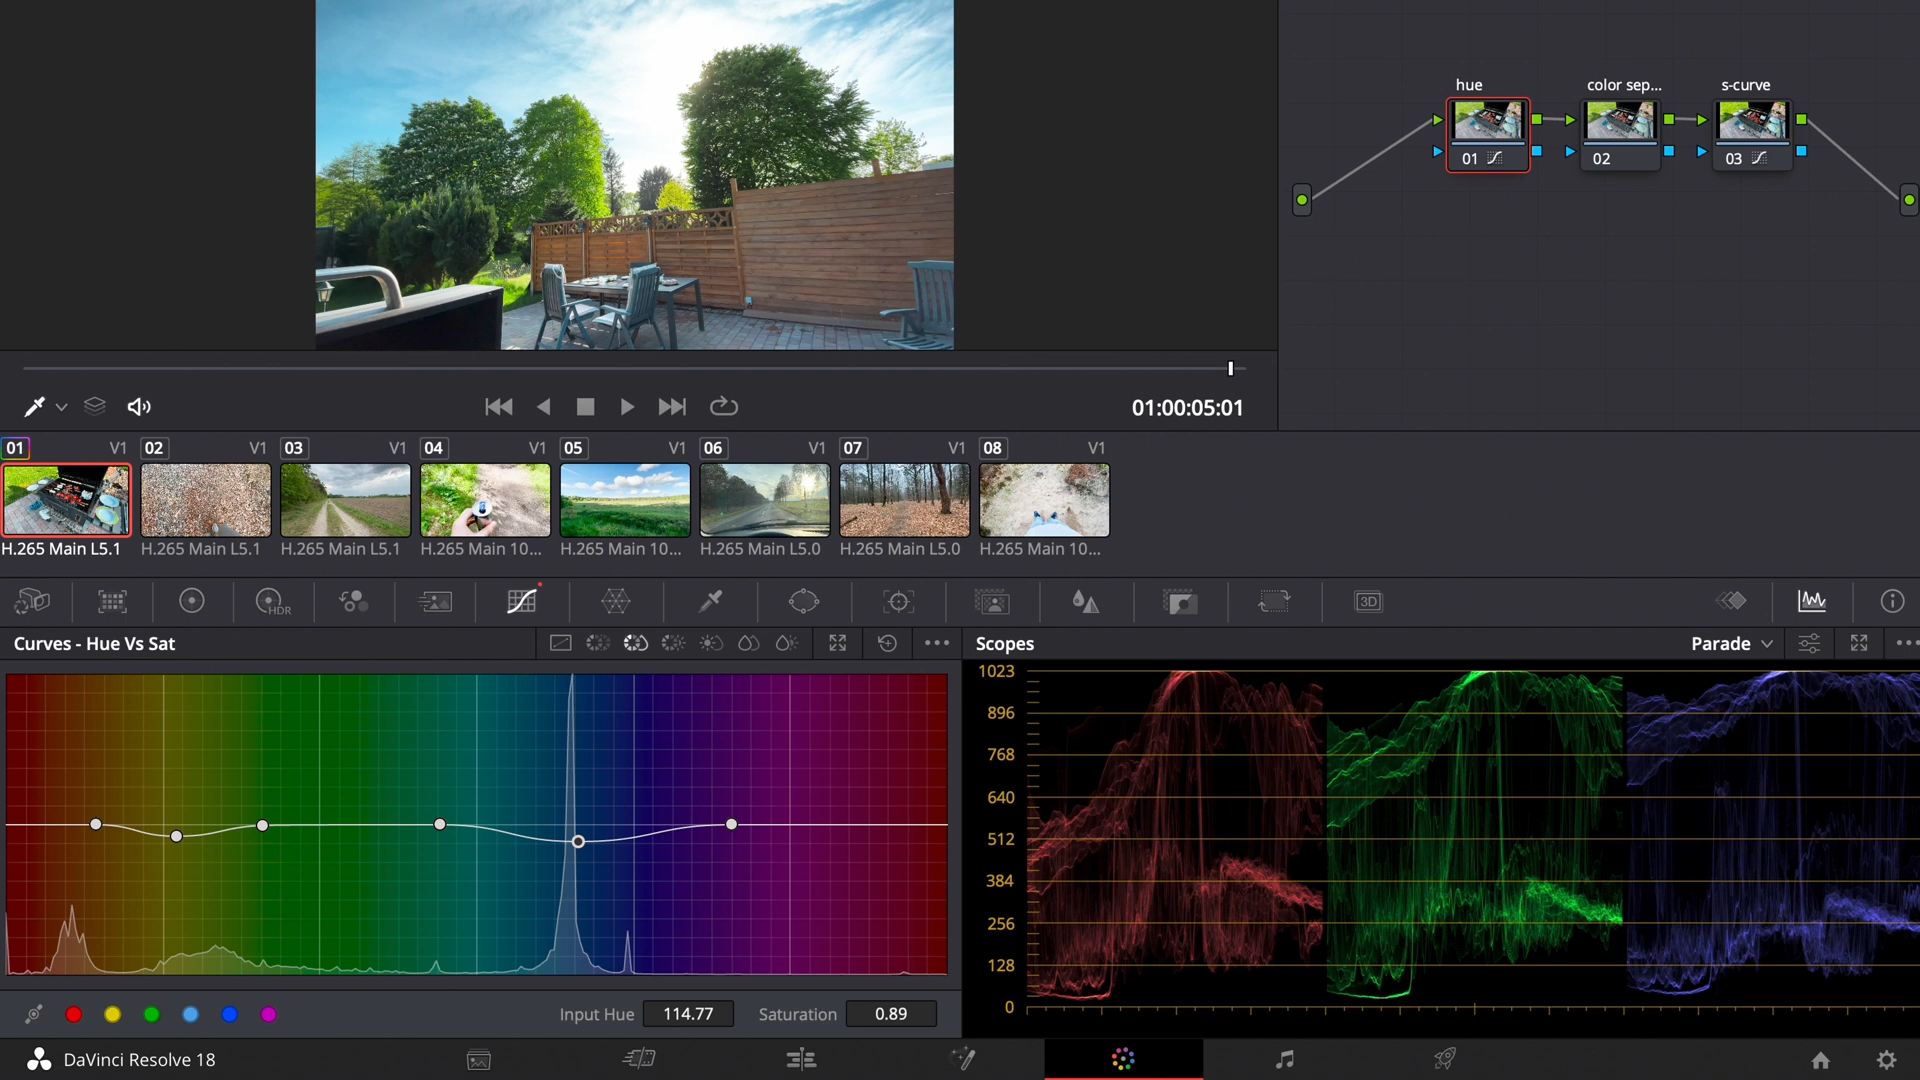 hue
color sep...
s-curve
01
02
03
01:00:05:01
01 V1
02 V1
03 V1
04 V1
05 V1
06 V1
07 V1
08 V1
H.265 Main L5.1
H.265 Main L5.1
H.265 Main L5.1
H.265 Main 10...
H.265 Main 10...
H.265 Main L5.0
H.265 Main L5.0
H.265 Main 10...
HDR
3D
Curves - Hue Vs Sat
Scopes
Parade
1023
896
768
640
512
384
256
128
0
Input Hue 114.77
Saturation 0.89
DaVinci Resolve 18